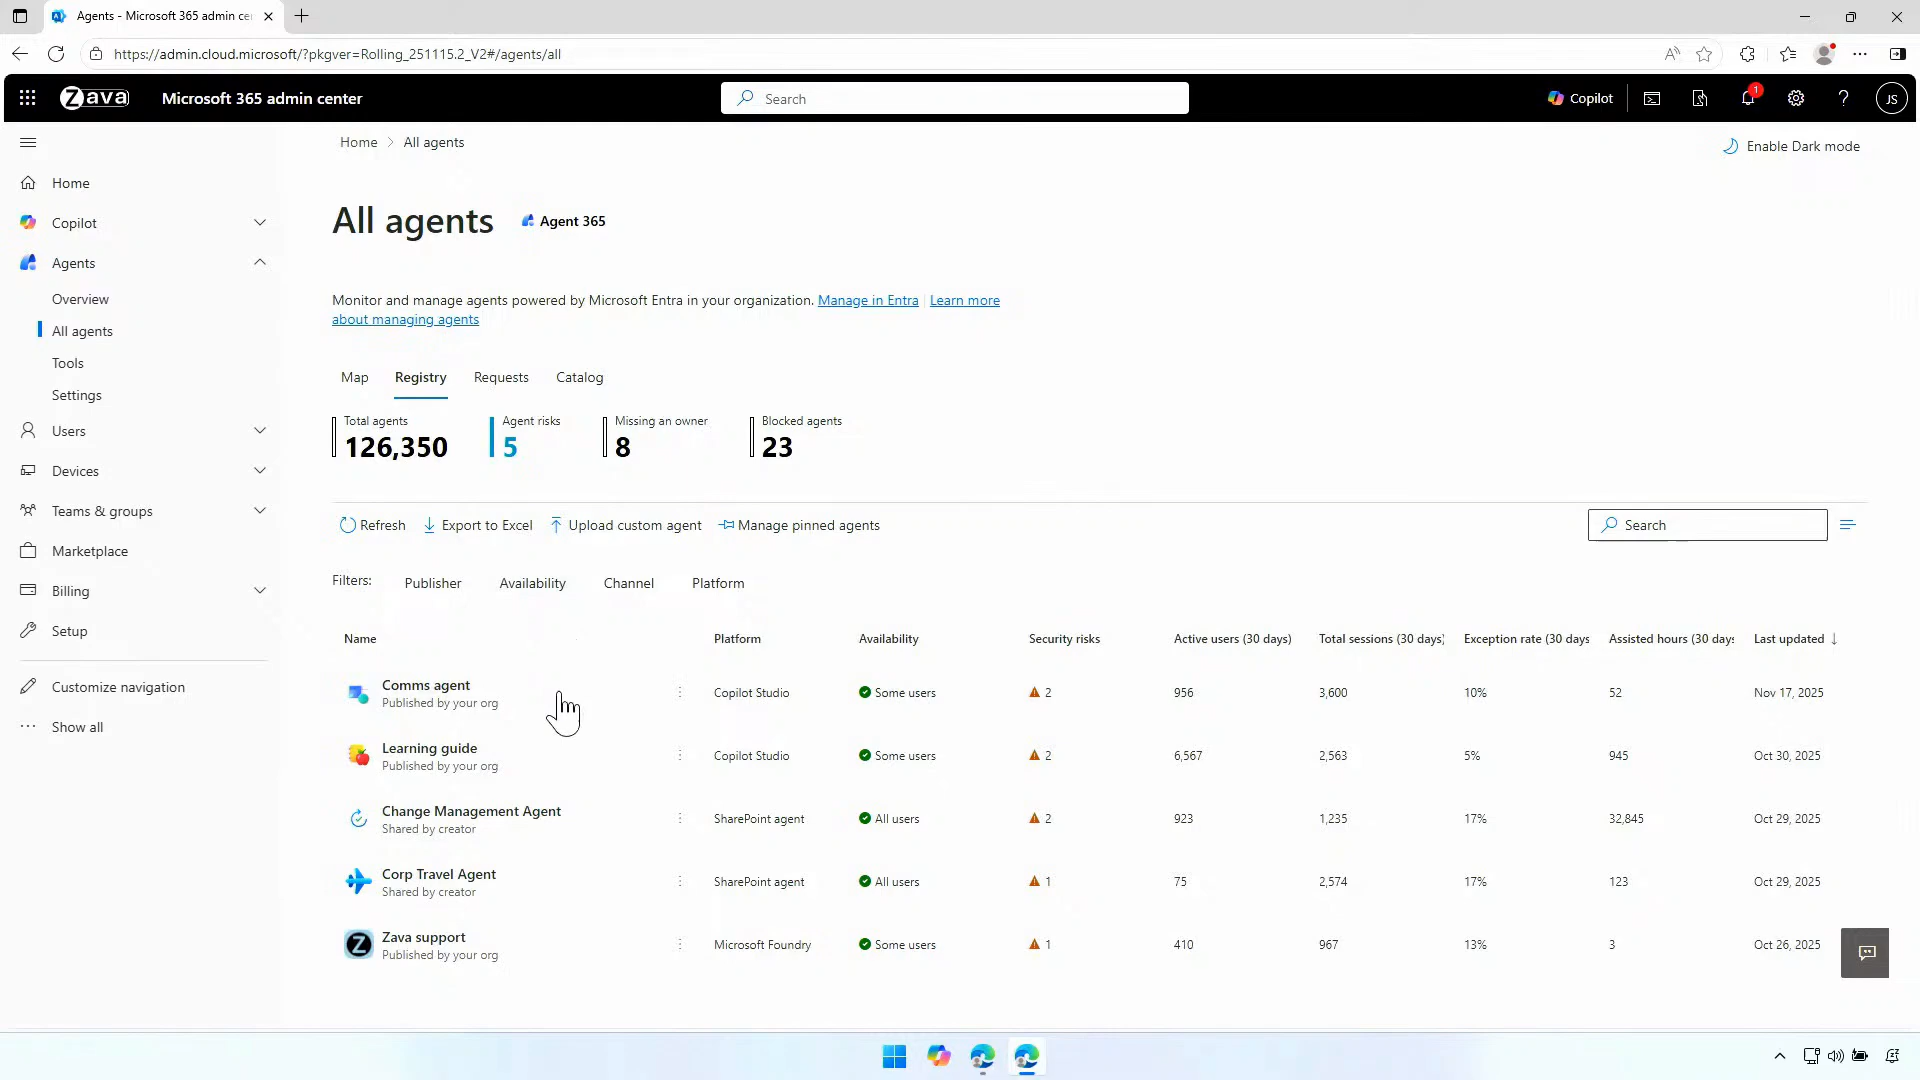 Agents - Microsoft 365 admin ce
https://admin.cloud.microsoft/?pkgver=Rolling_251115.2_V2#/agents/all
Zava
Microsoft 365 admin center
Search
Copilot
1
JS
Home > All agents
Enable Dark mode
Home
Copilot
Agents
Overview
All agents
Tools
Settings
Users
Devices
Teams & groups
Marketplace
Billing
Setup
Customize navigation
Show all
All agents
Agent 365
Monitor and manage agents powered by Microsoft Entra in your organization. Manage in Entra | Learn more
about managing agents
Map Registry Requests Catalog
Total agents Agent risks Missing an owner Blocked agents
126,350 5 8 23
Refresh Export to Excel Upload custom agent Manage pinned agents Search
Filters: Publisher Availability Channel Platform
Name Platform Availability Security risks Active users (30 days) Total sessions (30 days) Exception rate (30 days Assisted hours (30 days Last updated ↓
Comms agent
Published by your org
Copilot Studio Some users 2 956 3,600 10% 52 Nov 17, 2025
Learning guide
Published by your org
Copilot Studio Some users 2 6,567 2,563 5% 945 Oct 30, 2025
Change Management Agent
Shared by creator
SharePoint agent All users 2 923 1,235 17% 32,845 Oct 29, 2025
Corp Travel Agent
Shared by creator
SharePoint agent All users 1 75 2,574 17% 123 Oct 29, 2025
Z
Zava support
Published by your org
Microsoft Foundry Some users 1 410 967 13% 3 Oct 26, 2025